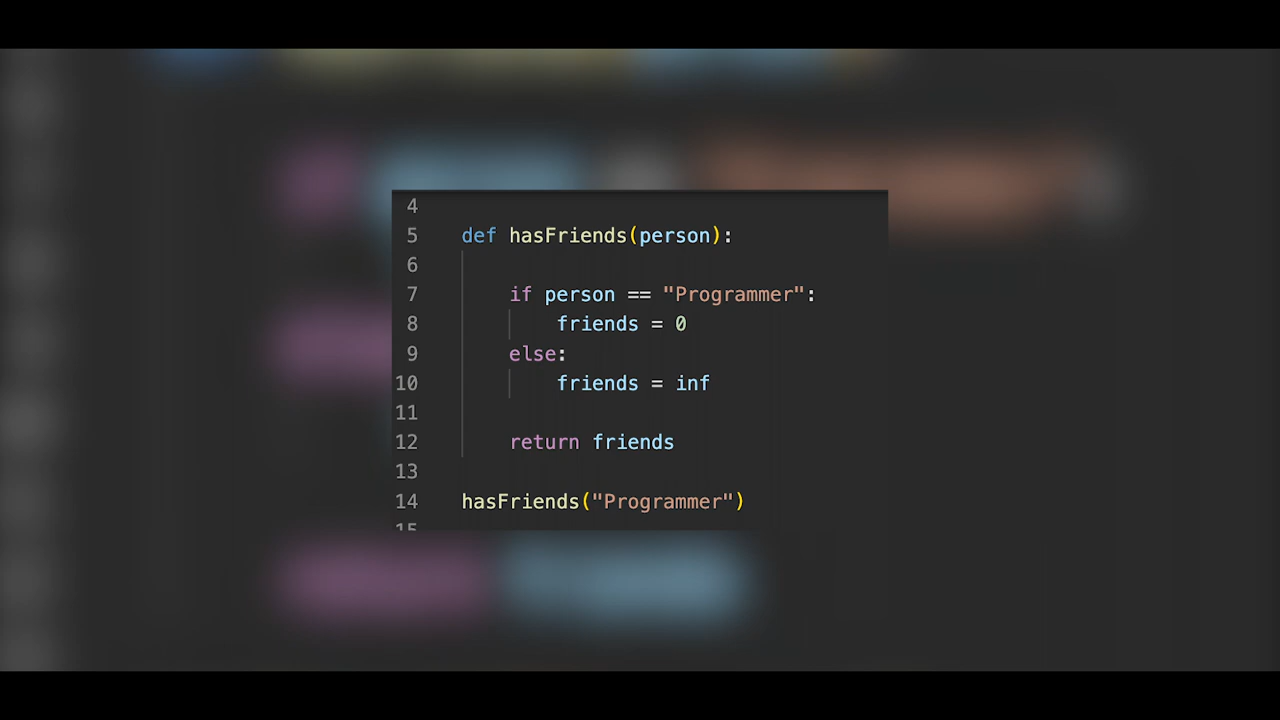 4
5 def hasFriends(person):
6
7 if person == "Programmer":
8 friends = 0
9 else:
10 friends = inf
11
12 return friends
13
14 hasFriends("Programmer")
15